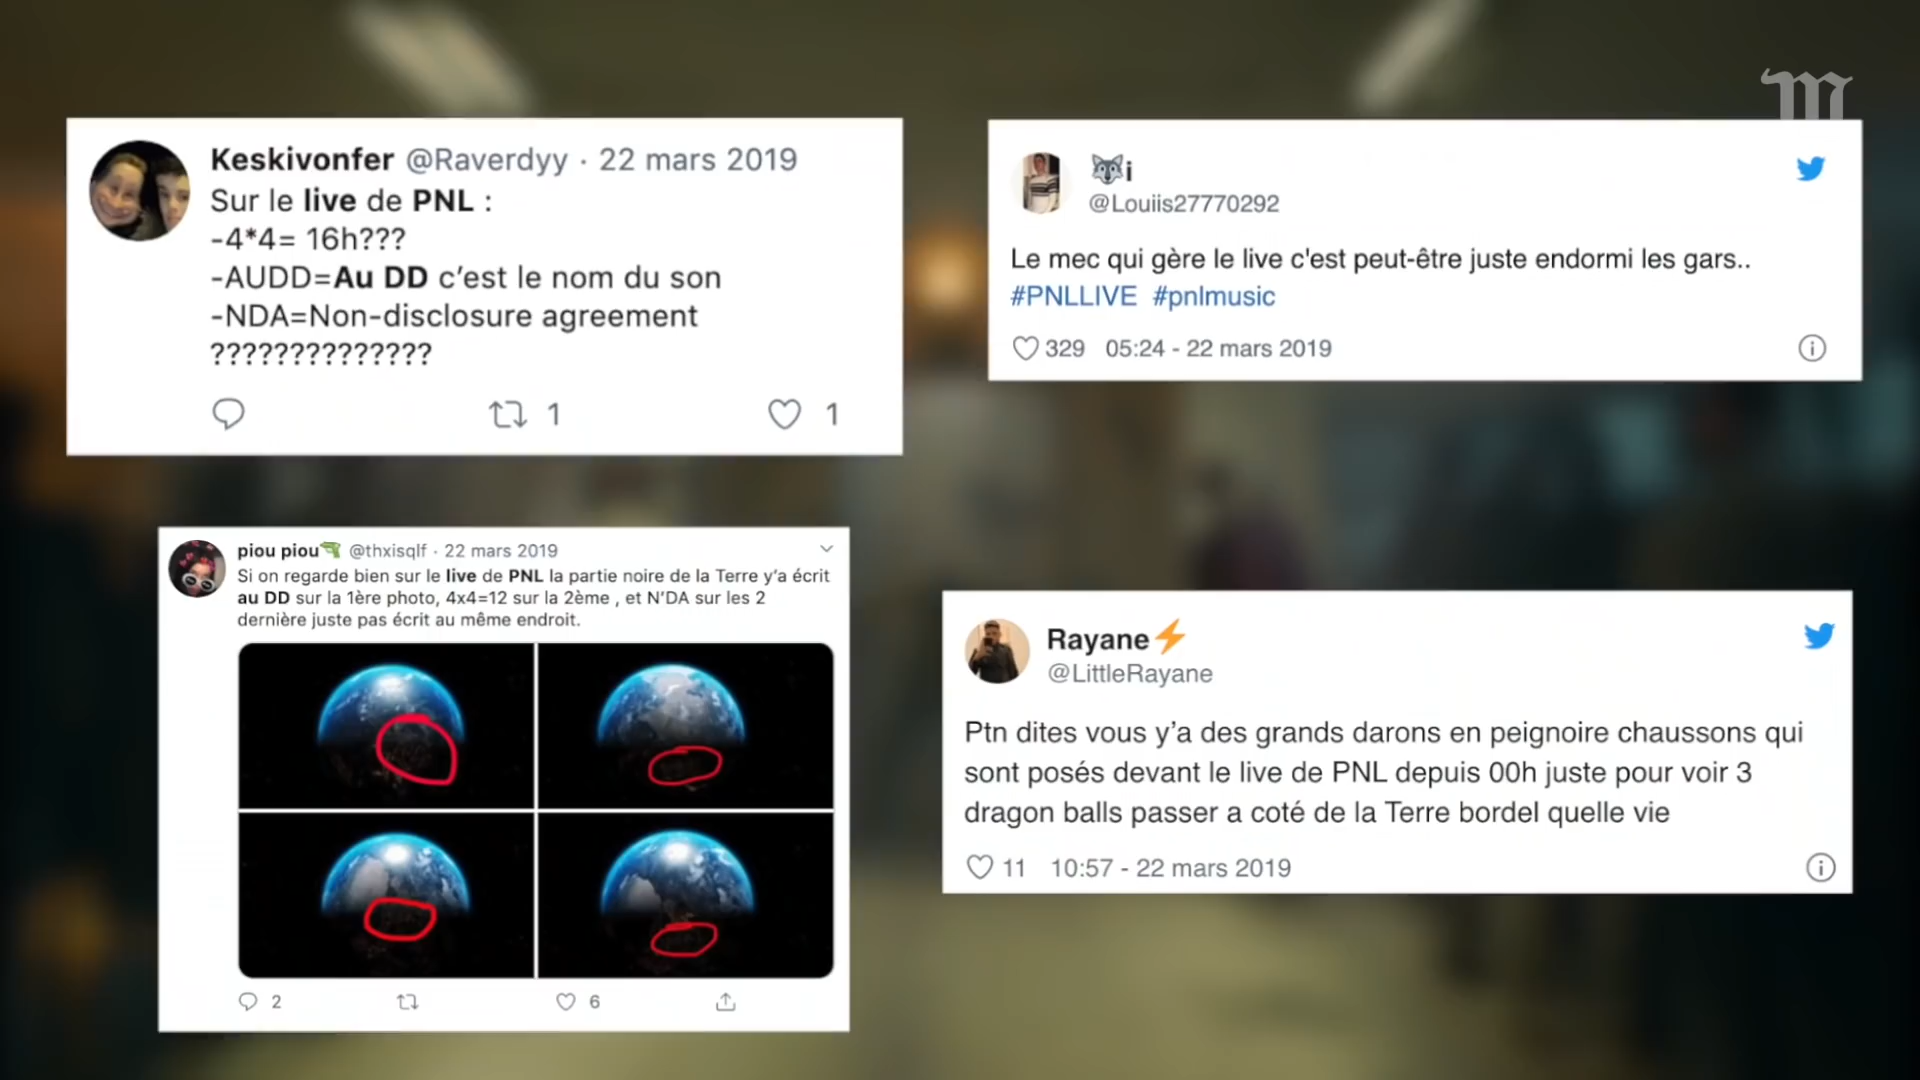 M
Keskivonfer @Raverdyy · 22 mars 2019
Sur le live de PNL :
-4*4= 16h???
-AUDD=Au DD c’est le nom du son
-NDA=Non-disclosure agreement
??????????????
1 1
i
@Louiis27770292
Le mec qui gère le live c'est peut-être juste endormi les gars..
#PNLLIVE #pnlmusic
329 05:24 - 22 mars 2019
piou piou @thxisqlf · 22 mars 2019
Si on regarde bien sur le live de PNL la partie noire de la Terre y’a écrit
au DD sur la 1ère photo, 4x4=12 sur la 2ème , et N’DA sur les 2
dernière juste pas écrit au même endroit.
2 6
Rayane
@LittleRayane
Ptn dites vous y’a des grands darons en peignoire chaussons qui
sont posés devant le live de PNL depuis 00h juste pour voir 3
dragon balls passer a coté de la Terre bordel quelle vie
11 10:57 - 22 mars 2019